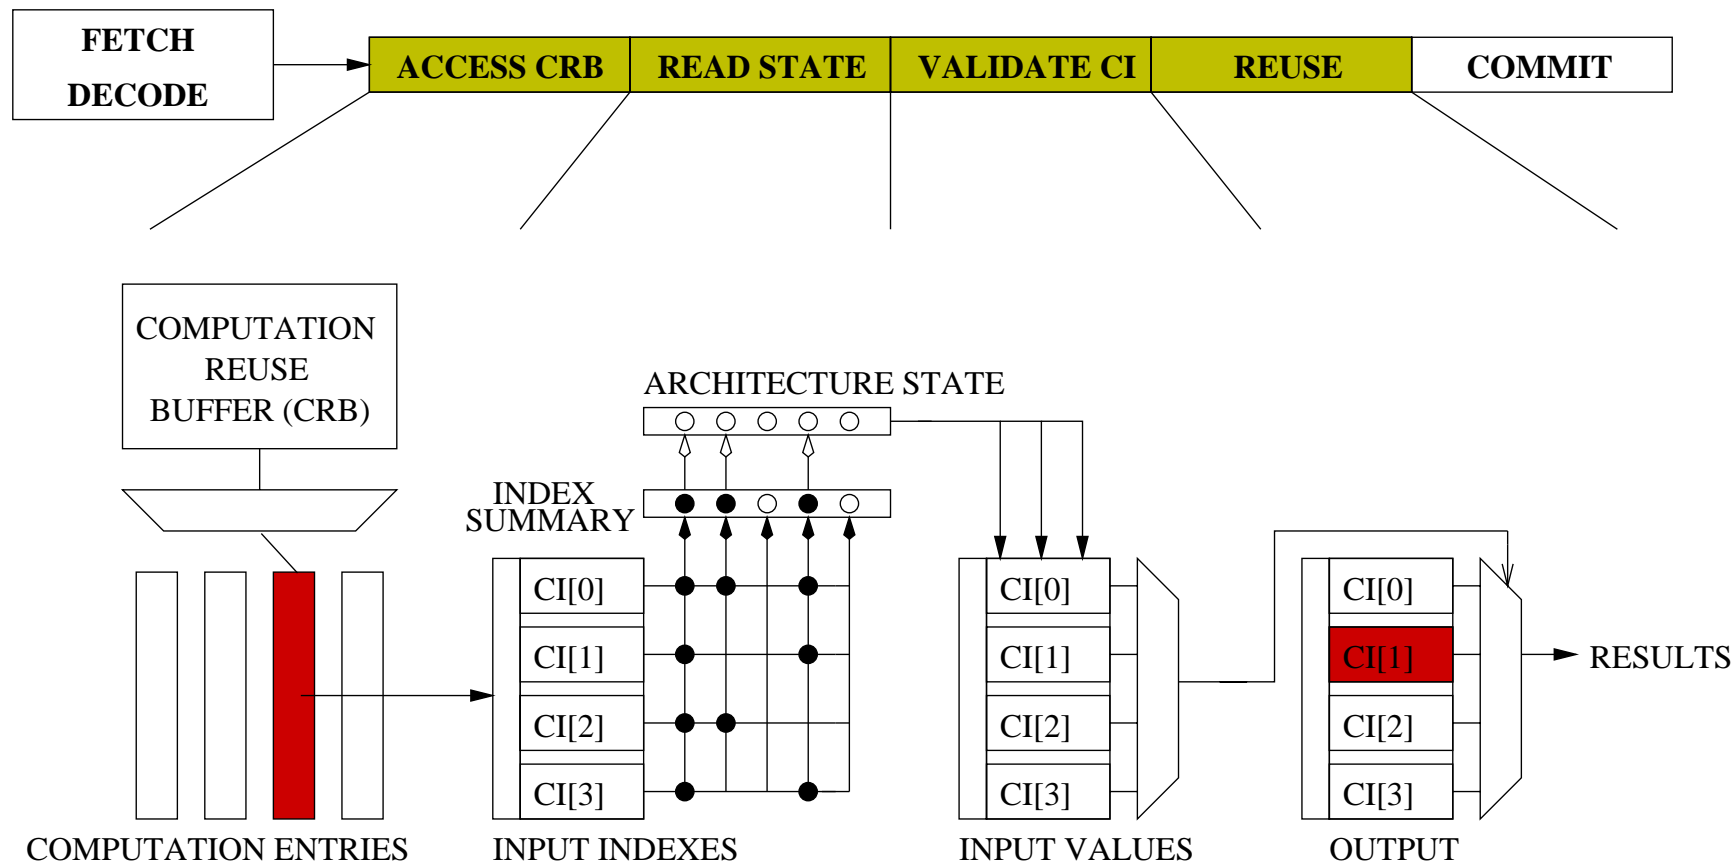 FETCH
DECODE
ACCESS CRB
READ STATE
VALIDATE CI
REUSE
COMMIT
COMPUTATION
REUSE
BUFFER (CRB)
ARCHITECTURE STATE
INDEX
SUMMARY
CI[0]
CI[1]
CI[2]
CI[3]
CI[0]
CI[1]
CI[2]
CI[3]
CI[0]
CI[1]
CI[2]
CI[3]
RESULTS
COMPUTATION ENTRIES
INPUT INDEXES
INPUT VALUES
OUTPUT